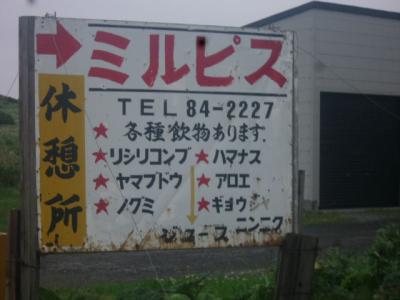 ミルピス
休憩所
TEL 84-2227
各種飲物あります.
★リシリコンブ ★ハマナス
★ヤマブドウ ★アロエ
★ノグミ ★ギョウジャ
ニンニク
ジュース